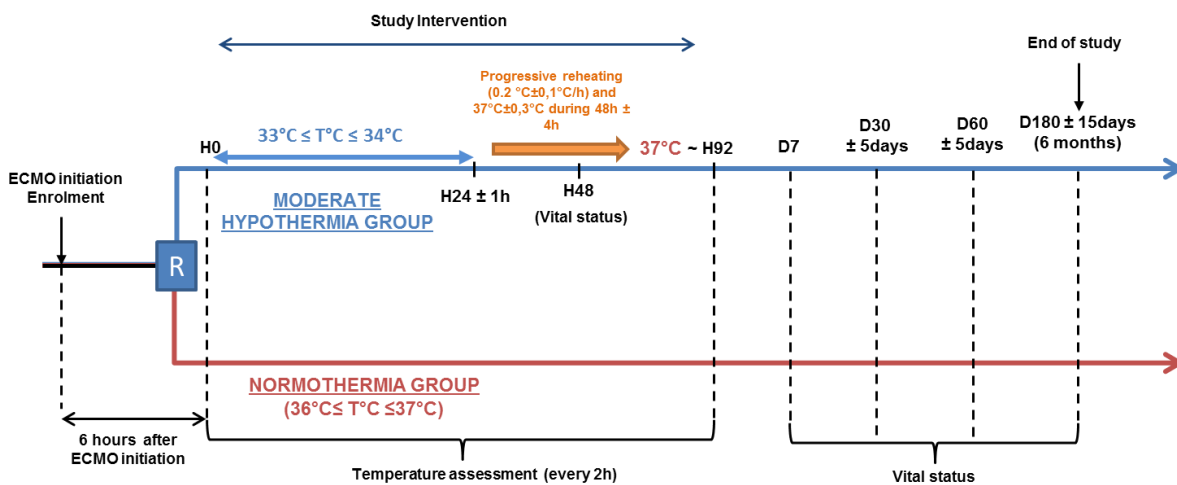 Study Intervention
End of study
Progressive reheating
(0.2 °C±0,1°C/h) and
37°C±0,3°C during 48h ±
4h
33°C ≤ T°C ≤ 34°C
H0
37°C ~ H92
D7
D30
± 5days
D60
± 5days
D180 ± 15days
(6 months)
ECMO initiation
Enrolment
H24 ± 1h
H48
(Vital status)
MODERATE
HYPOTHERMIA GROUP
R
NORMOTHERMIA GROUP
(36°C≤ T°C ≤37°C)
6 hours after
ECMO initiation
Temperature assessment (every 2h)
Vital status